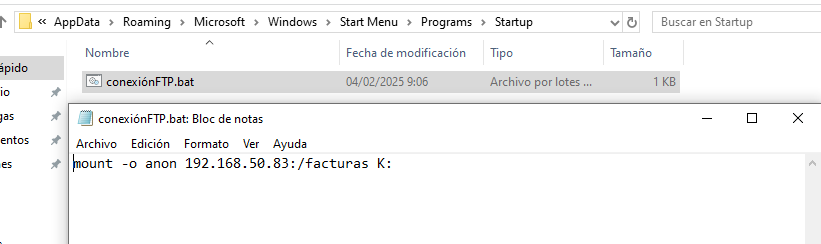 « AppData > Roaming > Microsoft > Windows > Start Menu > Programs > Startup
Buscar en Startup
Nombre Fecha de modificación Tipo Tamaño
ápido
conexiónFTP.bat 04/02/2025 9:06 Archivo por lotes ... 1 KB
io
gas
entos
nes
conexiónFTP.bat: Bloc de notas
Archivo Edición Formato Ver Ayuda
mount -o anon 192.168.50.83:/facturas K: